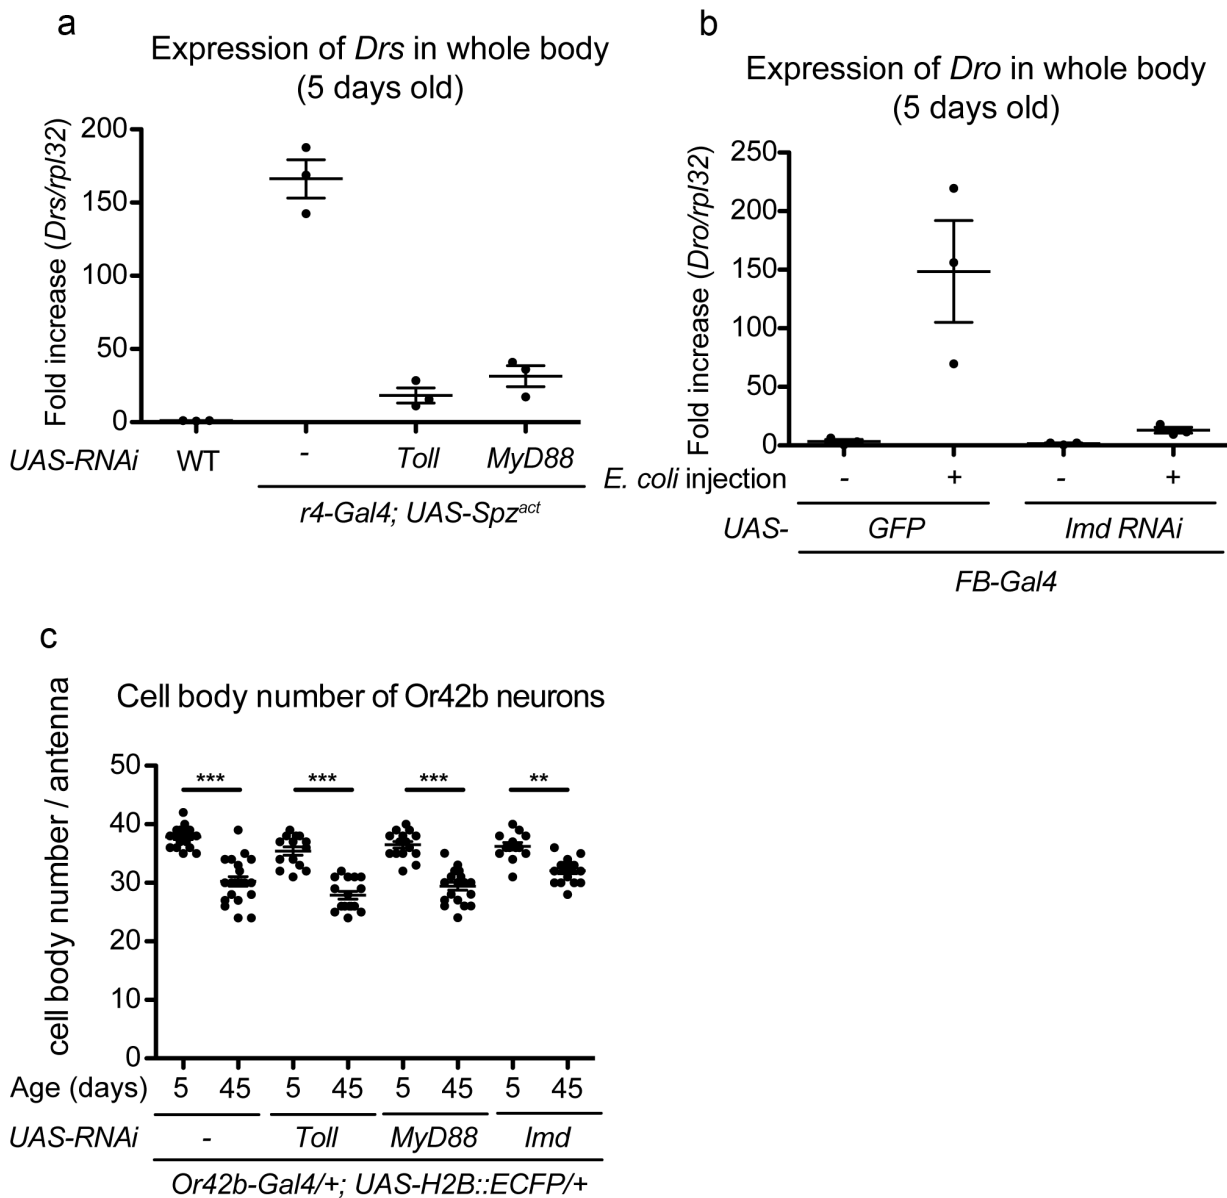 a
Expression of Drs in whole body
(5 days old)
Fold increase (Drs/rpl32)
200
150
100
50
0
UAS-RNAi WT - Toll MyD88
r4-Gal4; UAS-Spzact
b
Expression of Dro in whole body
(5 days old)
Fold increase (Dro/rpl32)
250
200
150
100
50
0
E. coli injection - + - +
UAS- GFP Imd RNAi
FB-Gal4
c
Cell body number of Or42b neurons
cell body number / antenna
50
40
30
20
10
0
*** *** *** **
Age (days) 5 45 5 45 5 45 5 45
UAS-RNAi - Toll MyD88 Imd
Or42b-Gal4/+; UAS-H2B::ECFP/+